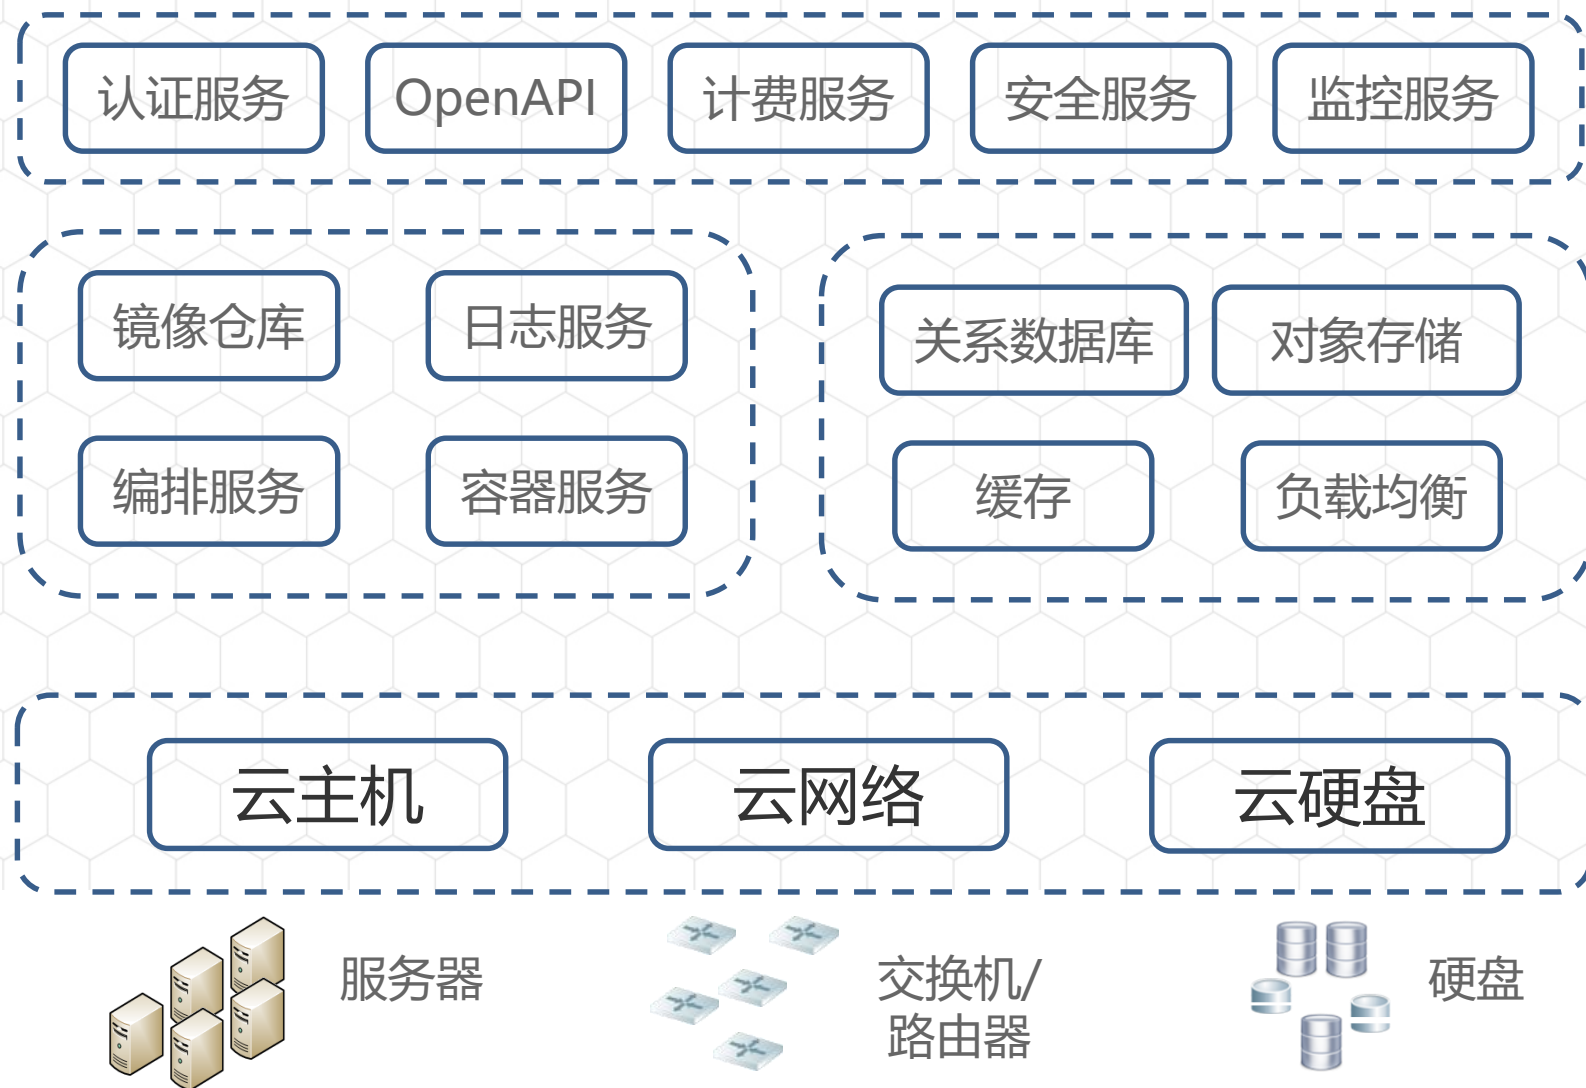 认证服务
OpenAPI
计费服务
安全服务
监控服务
镜像仓库
日志服务
编排服务
容器服务
关系数据库
对象存储
缓存
负载均衡
云主机
云网络
云硬盘
服务器
交换机/
路由器
硬盘